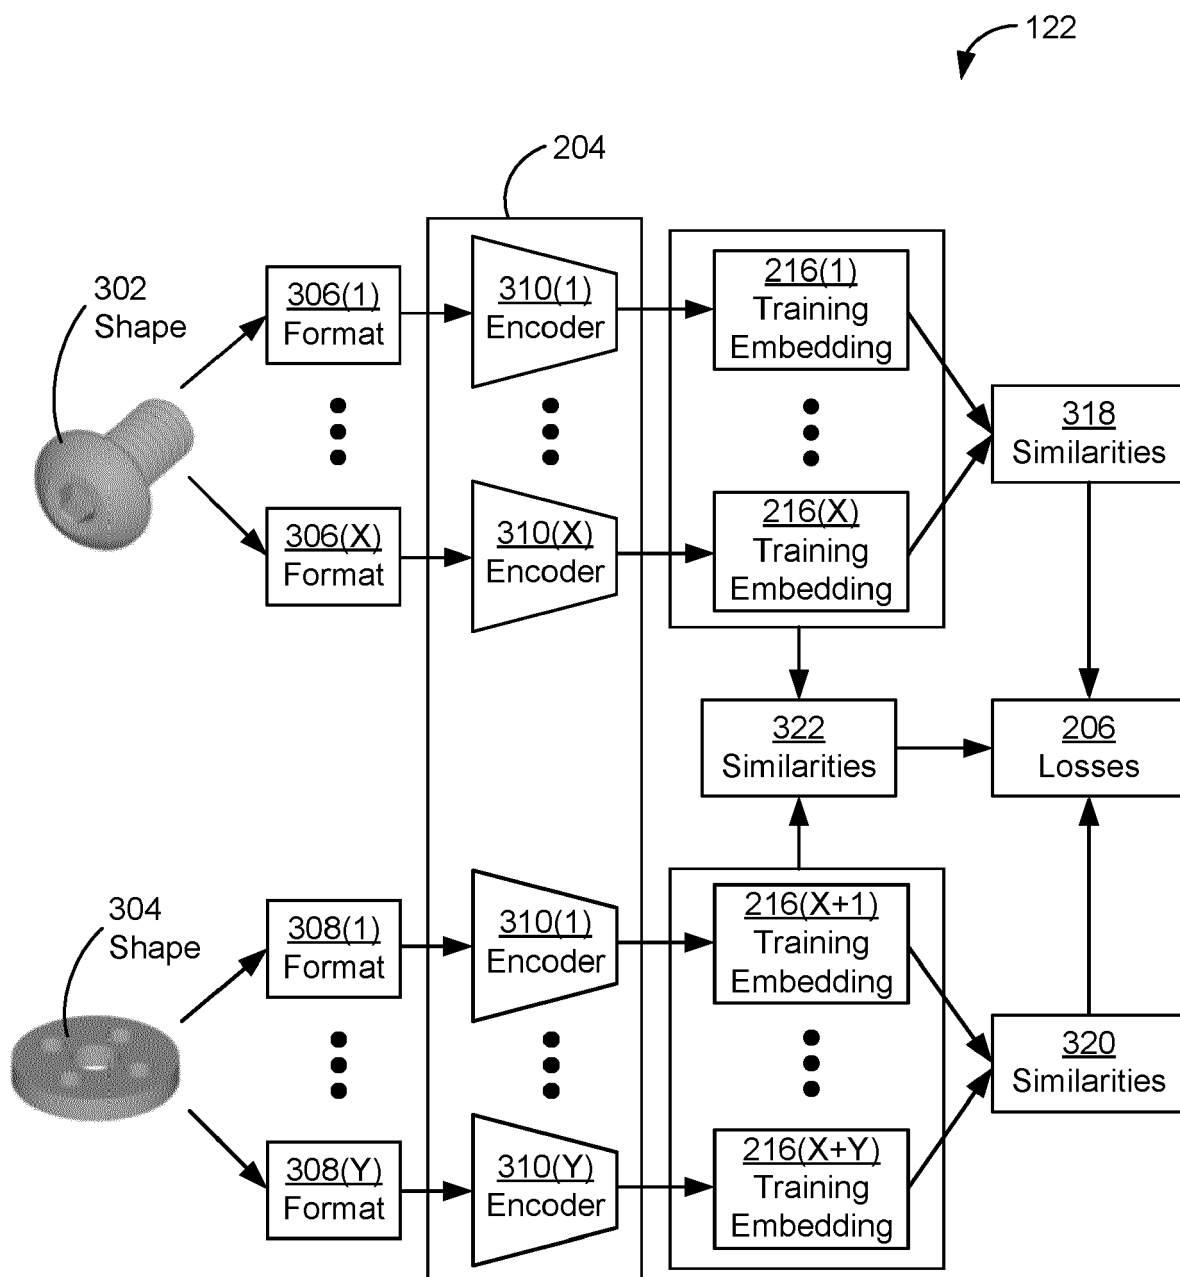 122
204
302
Shape
306(1)
Format
310(1)
Encoder
216(1)
Training
Embedding
318
Similarities
306(X)
Format
310(X)
Encoder
216(X)
Training
Embedding
322
Similarities
206
Losses
304
Shape
308(1)
Format
310(1)
Encoder
216(X+1)
Training
Embedding
320
Similarities
308(Y)
Format
310(Y)
Encoder
216(X+Y)
Training
Embedding